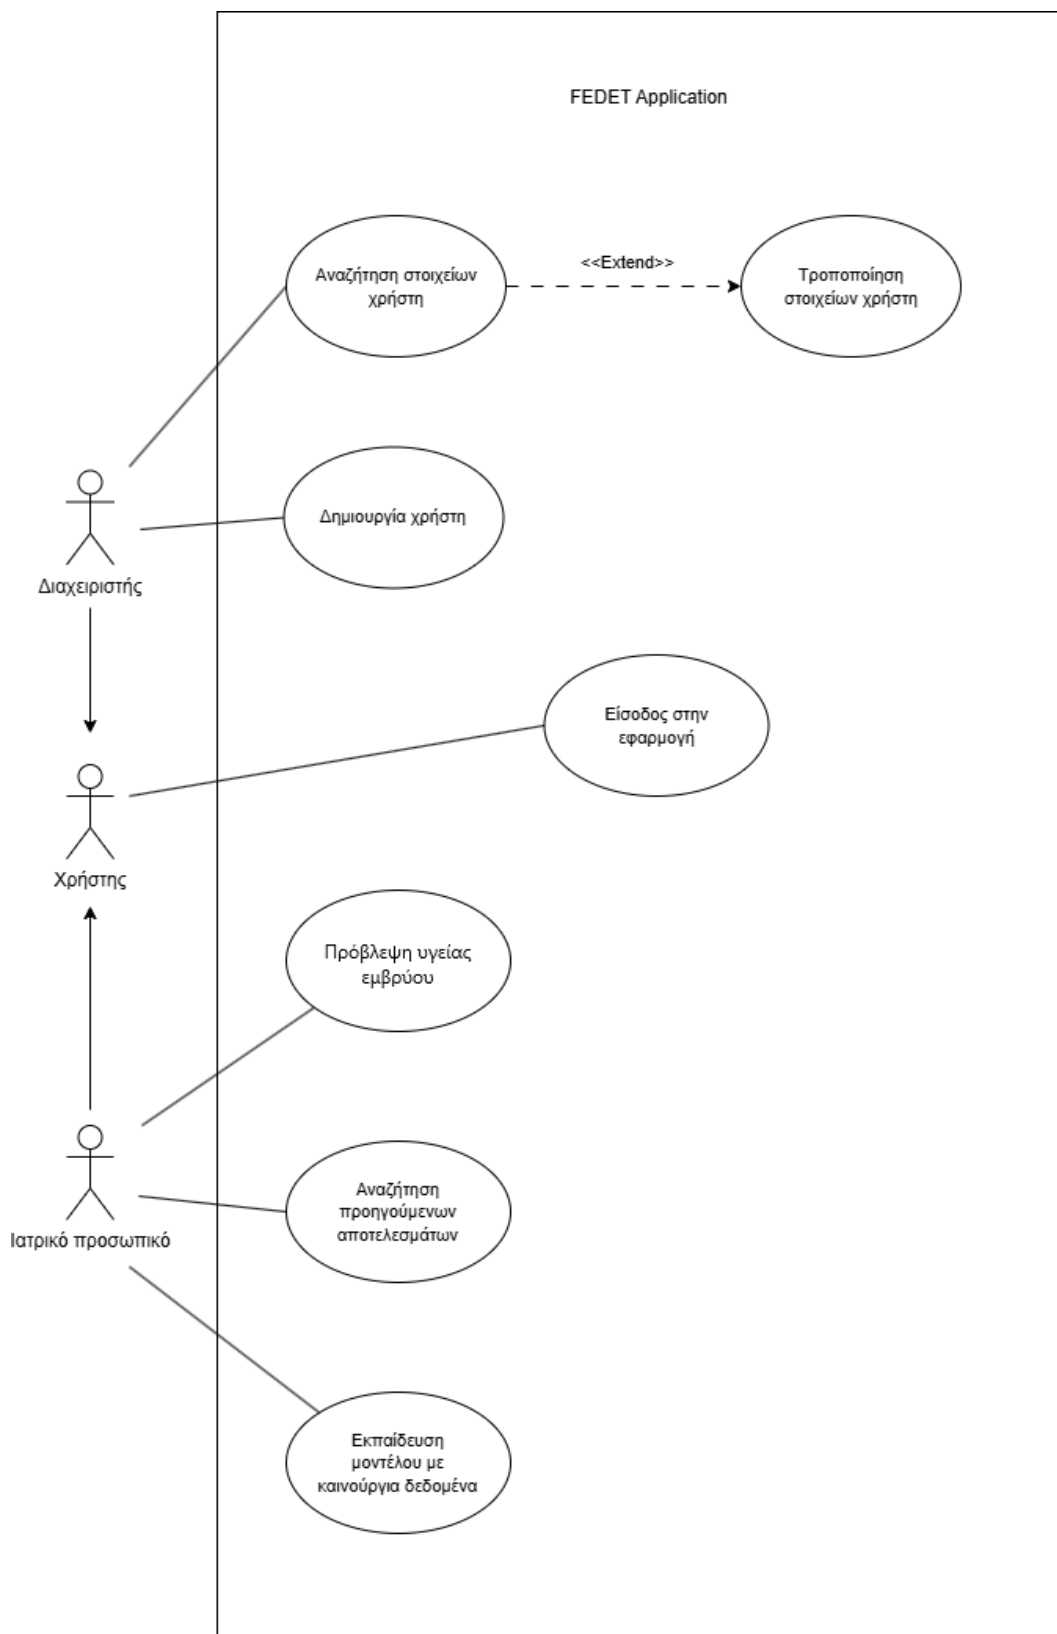 FEDET Application
Αναζήτηση στοιχείων
χρήστη
<<Extend>>
Τροποποίηση
στοιχείων χρήστη
Δημιουργία χρήστη
Διαχειριστής
Είσοδος στην
εφαρμογή
Χρήστης
Πρόβλεψη υγείας
εμβρύου
Αναζήτηση
προηγούμενων
αποτελεσμάτων
Ιατρικό προσωπικό
Εκπαίδευση
μοντέλου με
καινούργια δεδομένα